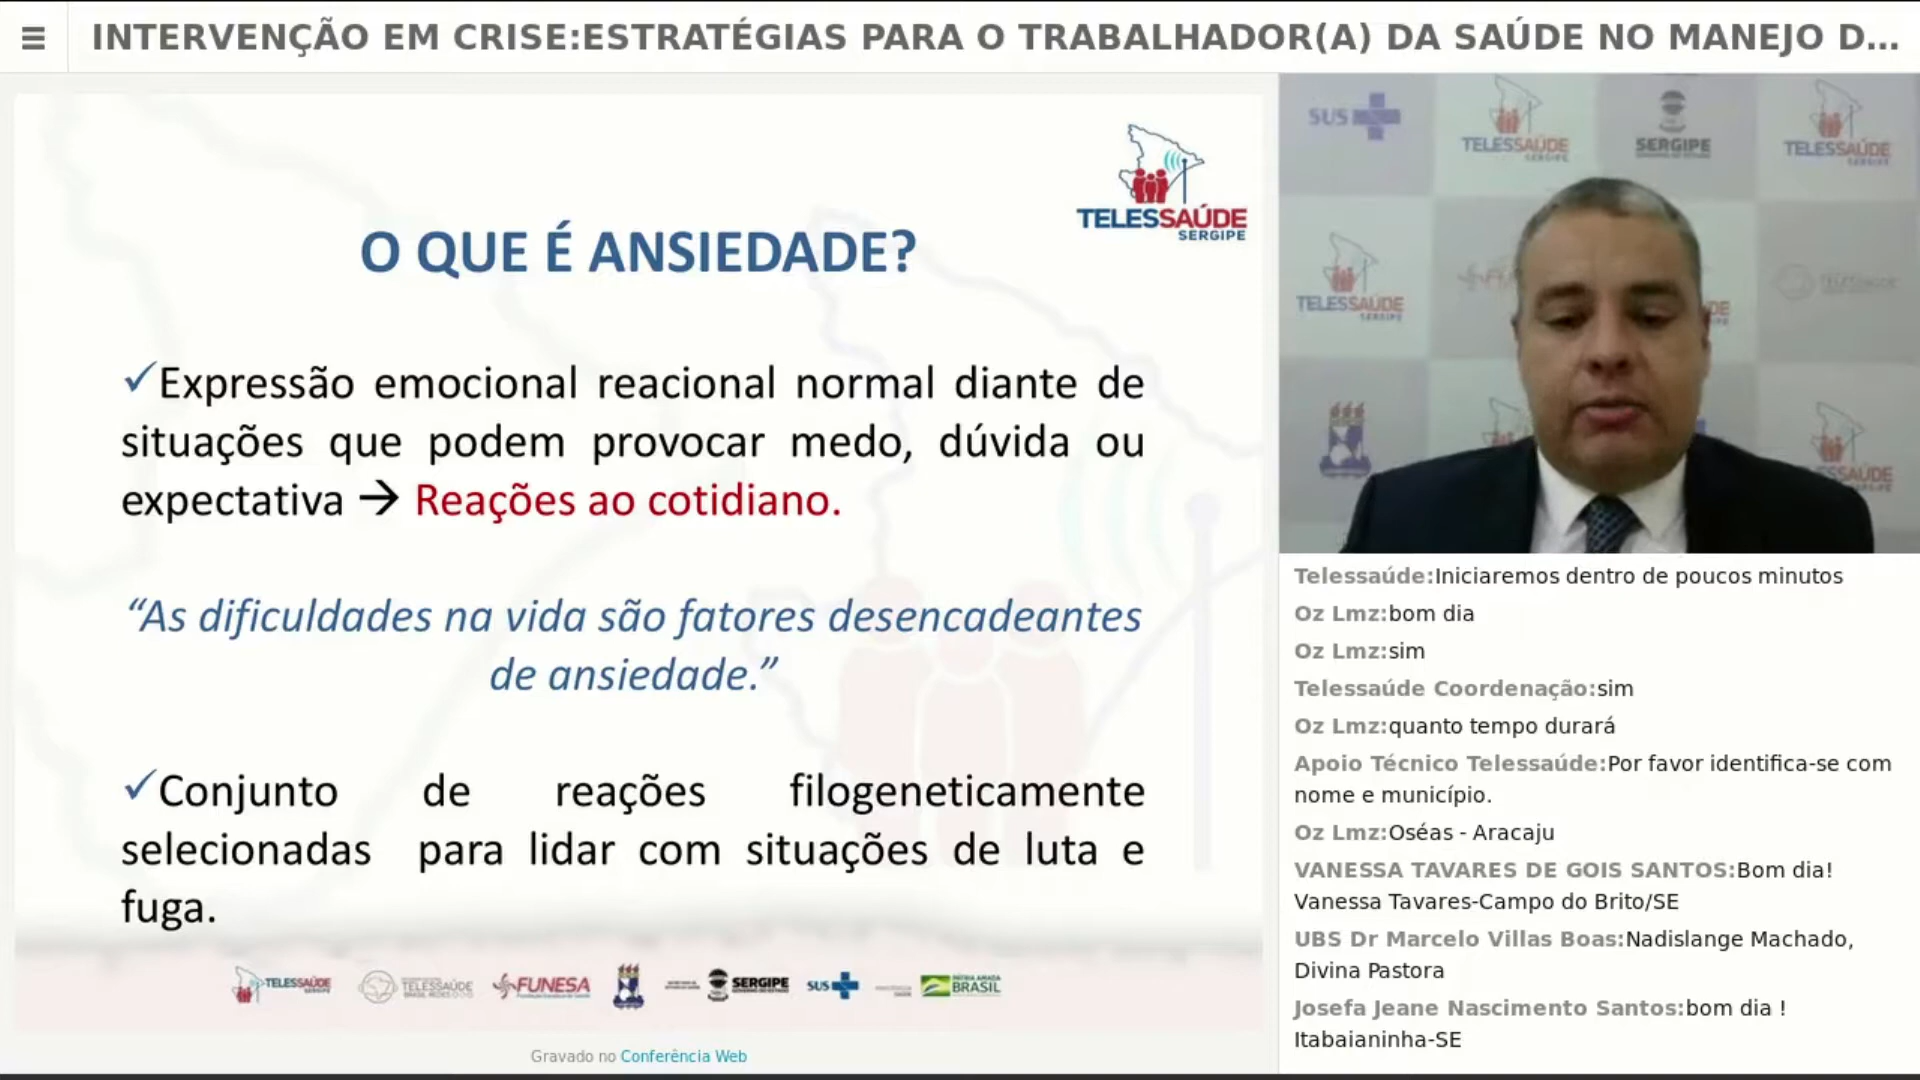 INTERVENÇÃO EM CRISE:ESTRATÉGIAS PARA O TRABALHADOR(A) DA SAÚDE NO MANEJO D...
TELESSAÚDE
SERGIPE
O QUE É ANSIEDADE?
✓Expressão emocional reacional normal diante de
situações que podem provocar medo, dúvida ou
expectativa → Reações ao cotidiano.
“As dificuldades na vida são fatores desencadeantes
de ansiedade.”
✓Conjunto de reações filogeneticamente
selecionadas para lidar com situações de luta e
fuga.
TELESSAÚDE
SERGIPE
TELESSAÚDE
FUNESA
SERGIPE
SUS
PÁTRIA AMADA
BRASIL
Gravado no Conferência Web
SUS
TELESSAÚDE
SERGIPE
SERGIPE
TELESSAÚDE
SERGIPE
TELESSAÚDE
SERGIPE
Telessaúde:Iniciaremos dentro de poucos minutos
Oz Lmz:bom dia
Oz Lmz:sim
Telessaúde Coordenação:sim
Oz Lmz:quanto tempo durará
Apoio Técnico Telessaúde:Por favor identifica-se com
nome e município.
Oz Lmz:Oséas - Aracaju
VANESSA TAVARES DE GOIS SANTOS:Bom dia!
Vanessa Tavares-Campo do Brito/SE
UBS Dr Marcelo Villas Boas:Nadislange Machado,
Divina Pastora
Josefa Jeane Nascimento Santos:bom dia !
Itabaianinha-SE